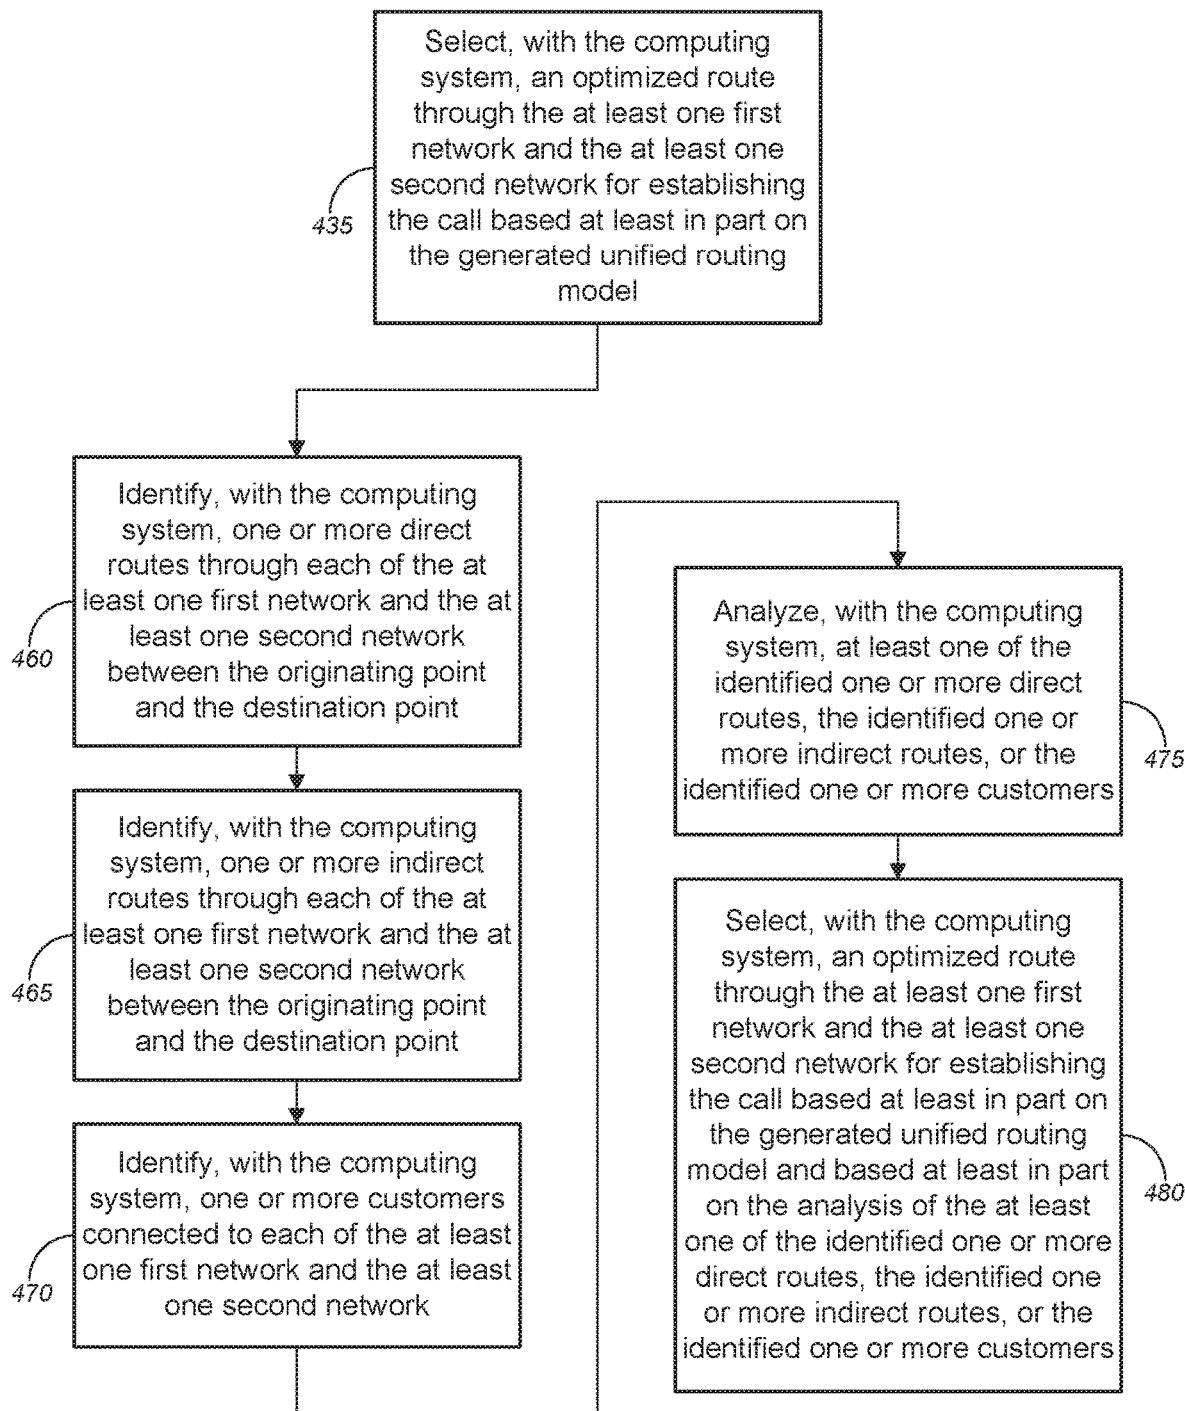 Select, with the computing
system, an optimized route
through the at least one first
network and the at least one
second network for establishing
the call based at least in part on
the generated unified routing
model
435
Identify, with the computing
system, one or more direct
routes through each of the at
least one first network and the at
least one second network
between the originating point
and the destination point
460
Identify, with the computing
system, one or more indirect
routes through each of the at
least one first network and the at
least one second network
between the originating point
and the destination point
465
Identify, with the computing
system, one or more customers
connected to each of the at least
one first network and the at least
one second network
470
Analyze, with the computing
system, at least one of the
identified one or more direct
routes, the identified one or
more indirect routes, or the
identified one or more customers
475
Select, with the computing
system, an optimized route
through the at least one first
network and the at least one
second network for establishing
the call based at least in part on
the generated unified routing
model and based at least in part
on the analysis of the at least
one of the identified one or more
direct routes, the identified one
or more indirect routes, or the
identified one or more customers
480